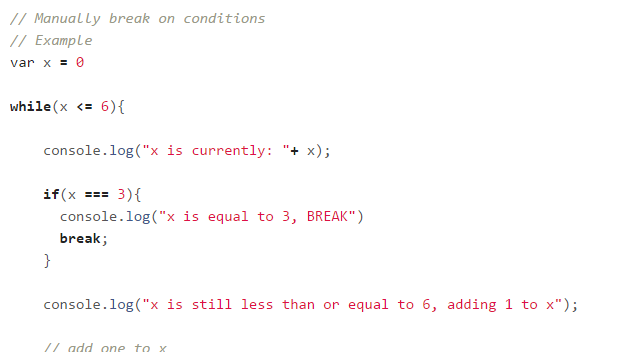 // Manually break on conditions
// Example
var x = 0
while(x <= 6){
console.log("x is currently: "+ x);
if(x === 3){
console.log("x is equal to 3, BREAK")
break;
}
console.log("x is still less than or equal to 6, adding 1 to x");
// add one to x